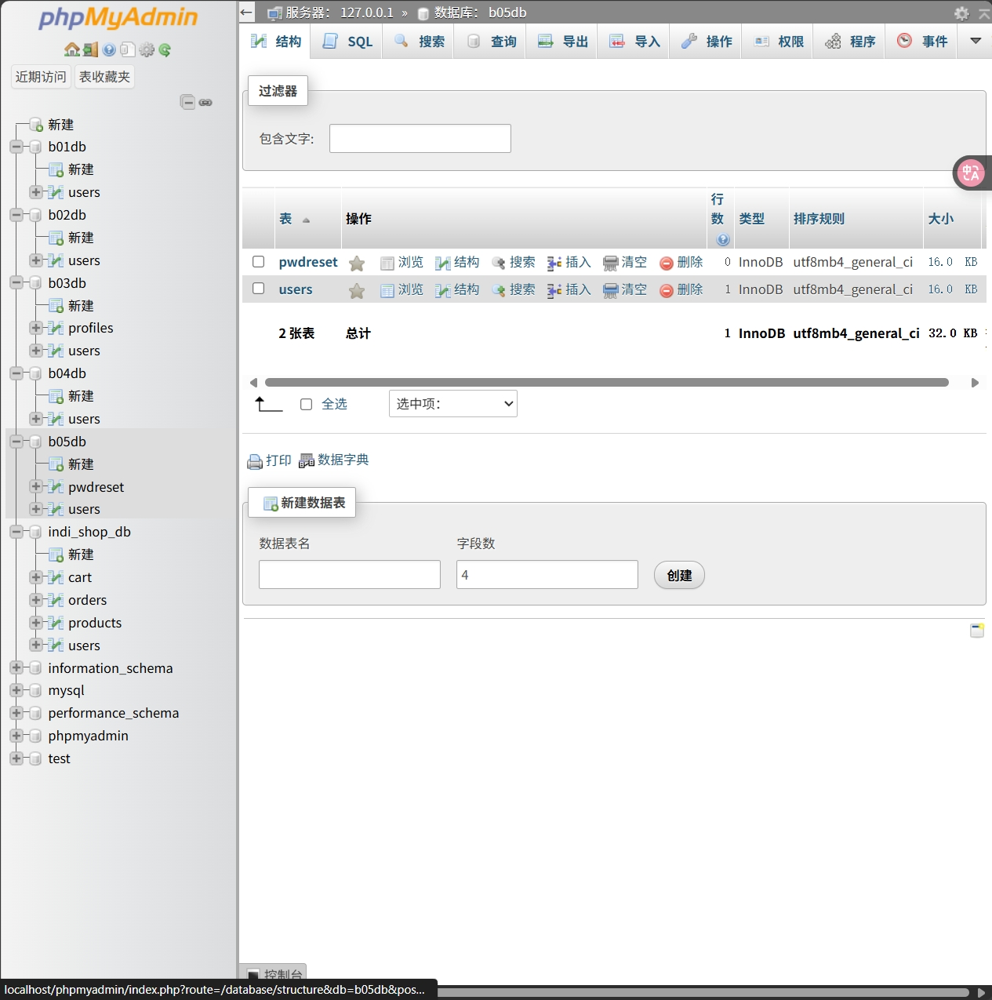 phpMyAdmin
近期访问 表收藏夹
新建
b01db
新建
users
b02db
新建
users
b03db
新建
profiles
users
b04db
新建
users
b05db
新建
pwdreset
users
indi_shop_db
新建
cart
orders
products
users
information_schema
mysql
performance_schema
phpmyadmin
test
服务器： 127.0.0.1 » 数据库： b05db
结构 SQL 搜索 查询 导出 导入 操作 权限 程序 事件
过滤器
包含文字:
表 操作 行数 类型 排序规则 大小
pwdreset 浏览 结构 搜索 插入 清空 删除 0 InnoDB utf8mb4_general_ci 16.0 KB
users 浏览 结构 搜索 插入 清空 删除 1 InnoDB utf8mb4_general_ci 16.0 KB
2 张表 总计 1 InnoDB utf8mb4_general_ci 32.0 KB
全选 选中项：
打印 数据字典
新建数据表
数据表名 字段数
4 创建
控制台
localhost/phpmyadmin/index.php?route=/database/structure&db=b05db&pos...
中A